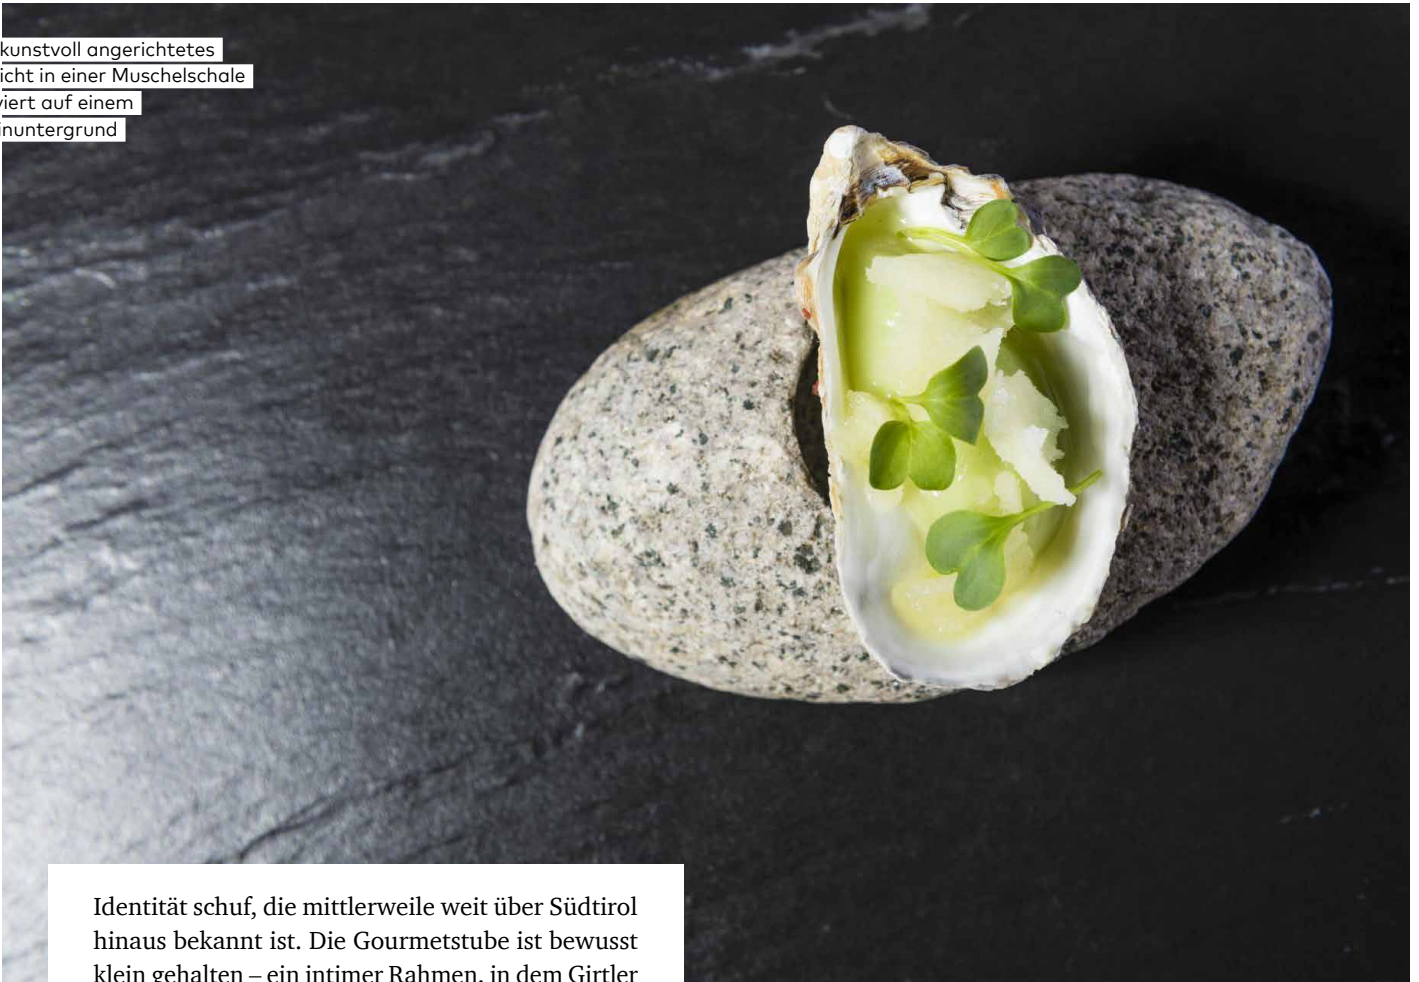 kunstvoll angerichtetes
icht in einer Muschelschale
viert auf einem
inuntergrund
Identität schuf, die mittlerweile weit über Südtirol
hinaus bekannt ist. Die Gourmetstube ist bewusst
klein gehalten – ein intimer Rahmen, in dem Girtler